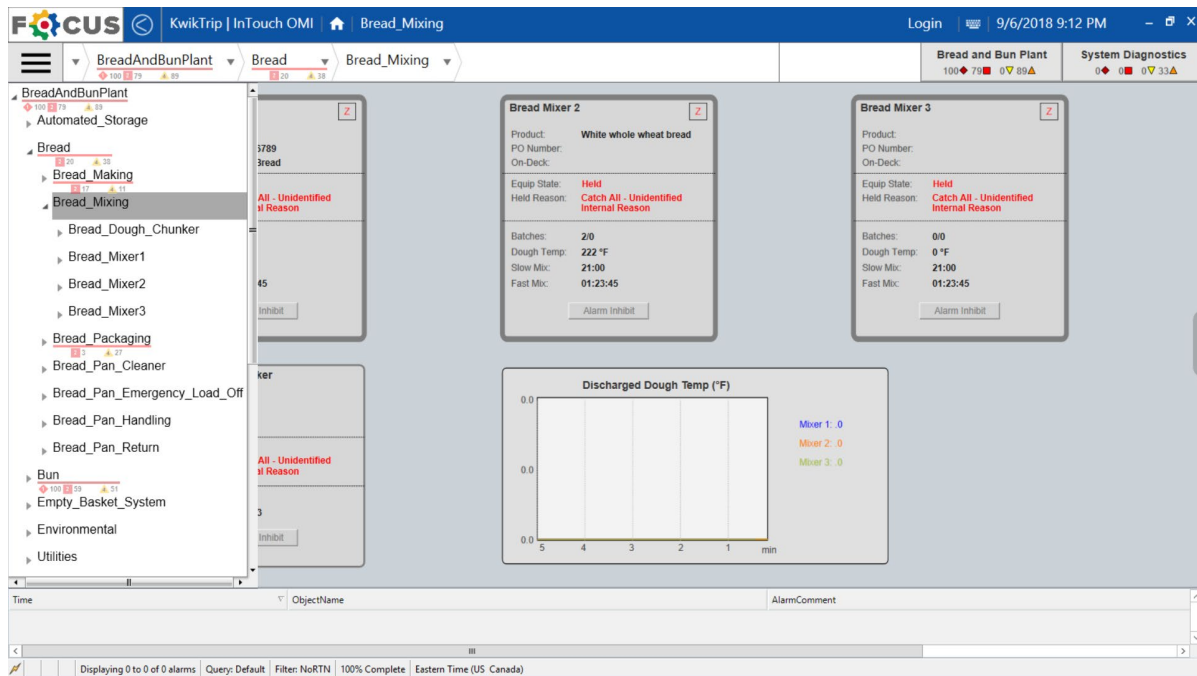 FOCUS KwikTrip | InTouch OMI Bread_Mixing Login 9/6/2018 9:12 PM
BreadAndBunPlant Bread Bread_Mixing
100 79 89 20 38
Bread and Bun Plant
100 79 0 89
System Diagnostics
0 0 0 33
BreadAndBunPlant
100 79 89
Automated_Storage
Bread
20 38
Bread_Making
17 11
Bread_Mixing
Bread_Dough_Chunker
Bread_Mixer1
Bread_Mixer2
Bread_Mixer3
Bread_Packaging
3 27
Bread_Pan_Cleaner
Bread_Pan_Emergency_Load_Off
Bread_Pan_Handling
Bread_Pan_Return
Bun
100 59 51
Empty_Basket_System
Environmental
Utilities
Z
6789
Bread
All - Unidentified
al Reason
45
Inhibit
Bread Mixer 2 Z
Product: White whole wheat bread
PO Number:
On-Deck:
Equip State: Held
Held Reason: Catch All - Unidentified
Internal Reason
Batches: 2/0
Dough Temp: 222 °F
Slow Mix: 21:00
Fast Mix: 01:23:45
Alarm Inhibit
Bread Mixer 3 Z
Product:
PO Number:
On-Deck:
Equip State: Held
Held Reason: Catch All - Unidentified
Internal Reason
Batches: 0/0
Dough Temp: 0 °F
Slow Mix: 21:00
Fast Mix: 01:23:45
Alarm Inhibit
ker
All - Unidentified
al Reason
3
Inhibit
Discharged Dough Temp (°F)
0.0
0.0
0.0
5 4 3 2 1 min
Mixer 1: .0
Mixer 2: .0
Mixer 3: .0
Time ObjectName AlarmComment
Displaying 0 to 0 of 0 alarms Query: Default Filter: NoRTN 100% Complete Eastern Time (US Canada)